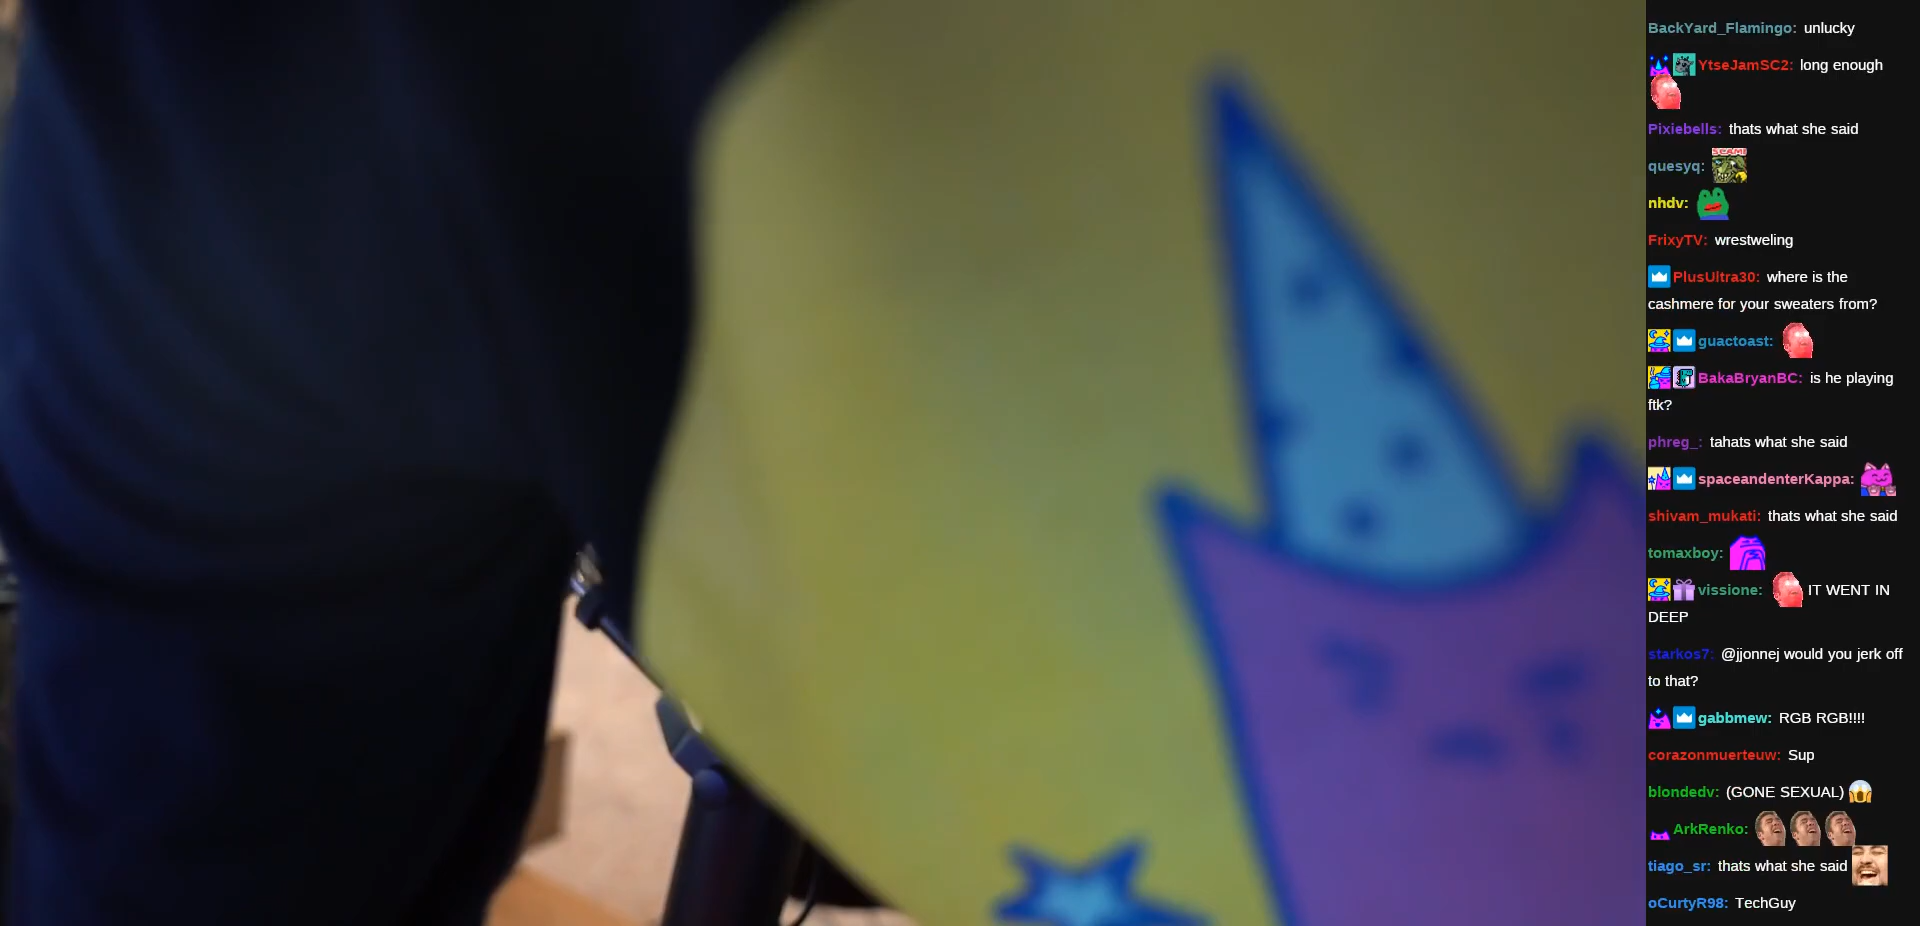 BackYard_Flamingo: unlucky
YtseJamSC2: long enough
Pixiebells: thats what she said
quesyq:
nhdv:
FrixyTV: wrestweling
PlusUltra30: where is the
cashmere for your sweaters from?
guactoast:
BakaBryanBC: is he playing
ftk?
phreg_: tahats what she said
spaceandenterKappa:
shivam_mukati: thats what she said
tomaxboy:
vissione: IT WENT IN
DEEP
starkos7: @jjonnej would you jerk off
to that?
gabbmew: RGB RGB!!!!
corazonmuerteuw: Sup
blondedv: (GONE SEXUAL)
ArkRenko:
tiago_sr: thats what she said
oCurtyR98: TechGuy